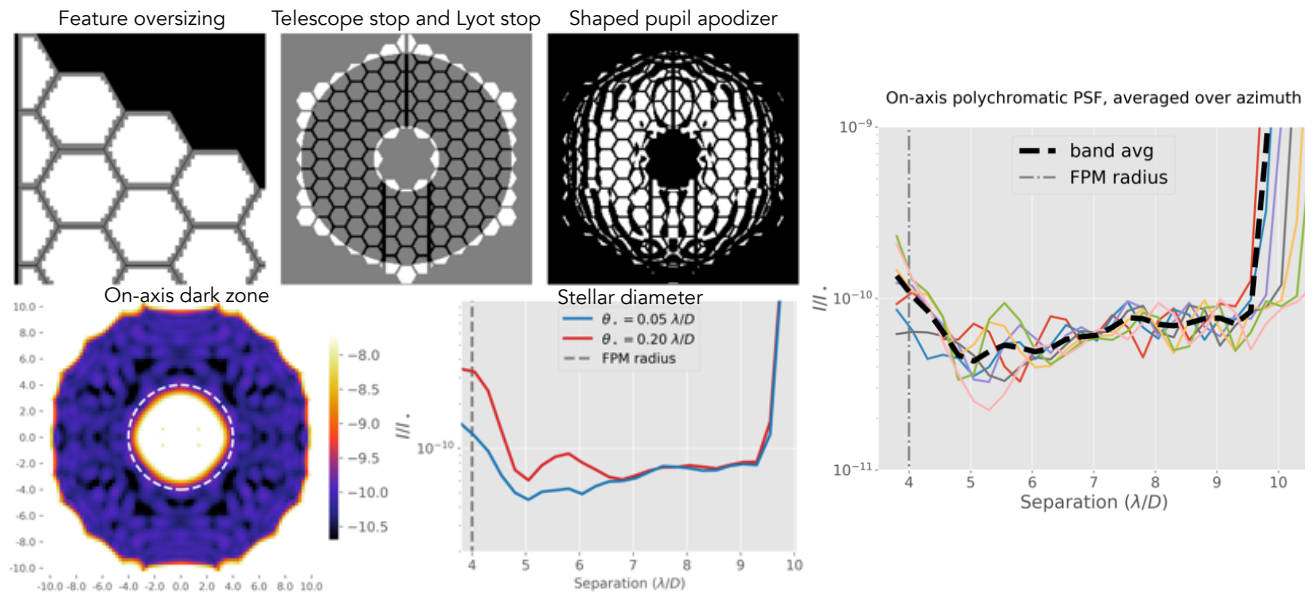 Feature oversizing
Telescope stop and Lyot stop
Shaped pupil apodizer
On-axis dark zone
10.0
8.0
6.0
4.0
2.0
0.0
-2.0
-4.0
-6.0
-8.0
-10.0
-10.0 -8.0 -6.0 -4.0 -2.0 0.0 2.0 4.0 6.0 8.0 10.0
−8.0
−8.5
−9.0
−9.5
−10.0
−10.5
Stellar diameter
θ⋆ = 0.05 λ/D
θ⋆ = 0.20 λ/D
FPM radius
I/I⋆
10⁻¹⁰
4 5 6 7 8 9 10
Separation (λ/D)
On-axis polychromatic PSF, averaged over azimuth
band avg
FPM radius
I/I⋆
10⁻⁹
10⁻¹⁰
10⁻¹¹
4 5 6 7 8 9 10
Separation (λ/D)